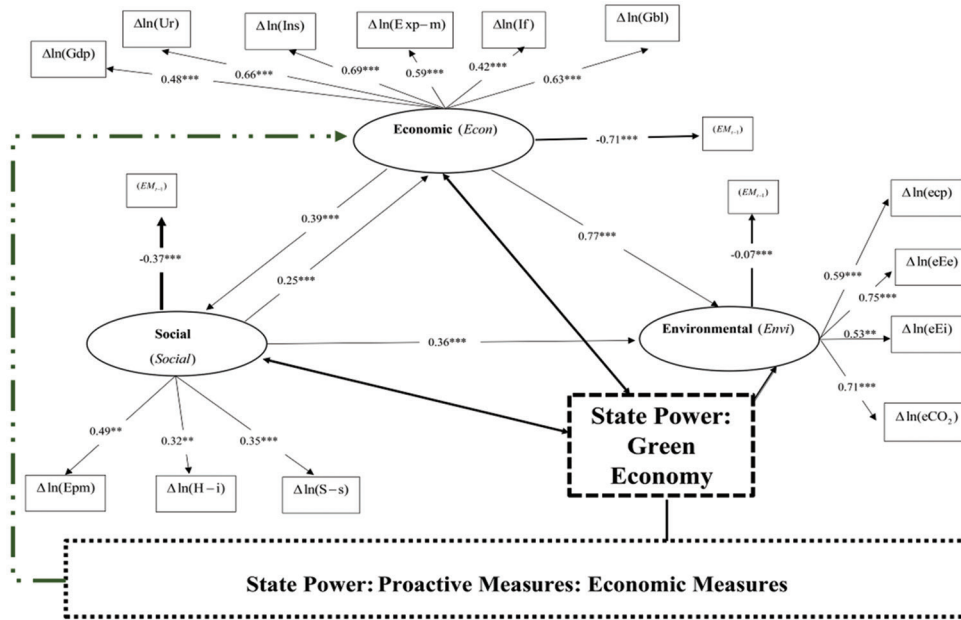 Δln(Gdp)
Δln(Ur)
Δln(Ins)
Δln(Exp−m)
Δln(If)
Δln(Gbl)
0.48***
0.66***
0.69***
0.59***
0.42***
0.63***
Economic (Econ)
-0.71***
(EMₜ₋₁)
(EMₜ₋₁)
-0.37***
0.39***
0.25***
0.77***
(EMₜ₋₁)
-0.07***
Δln(ecp)
0.59***
Δln(eEe)
0.75***
Δln(eEi)
0.53**
Δln(eCO₂)
0.71***
Social
(Social)
0.36***
Environmental (Envi)
0.49**
0.32**
0.35***
Δln(Epm)
Δln(H−i)
Δln(S−s)
State Power:
Green
Economy
State Power: Proactive Measures: Economic Measures